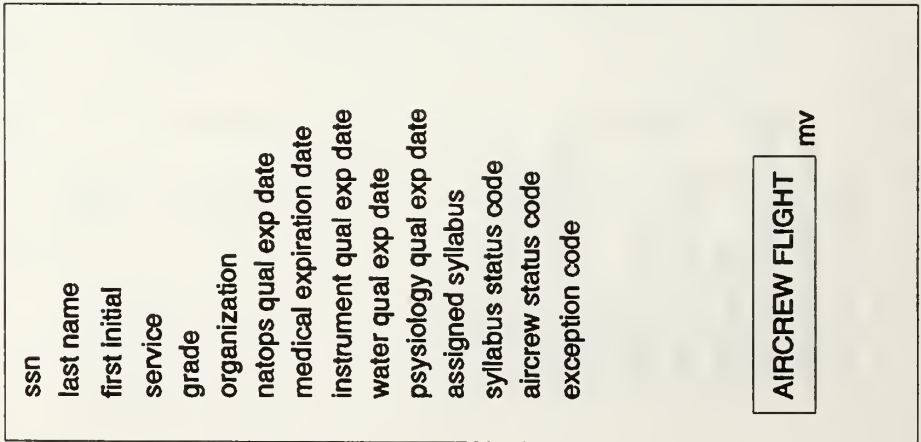 ssn
last name
first initial
service
grade
organization
natops qual exp date
medical expiration date
instrument qual exp date
water qual exp date
psysiology qual exp date
assigned syllabus
syllabus status code
aircrew status code
exception code
AIRCREW FLIGHT mv